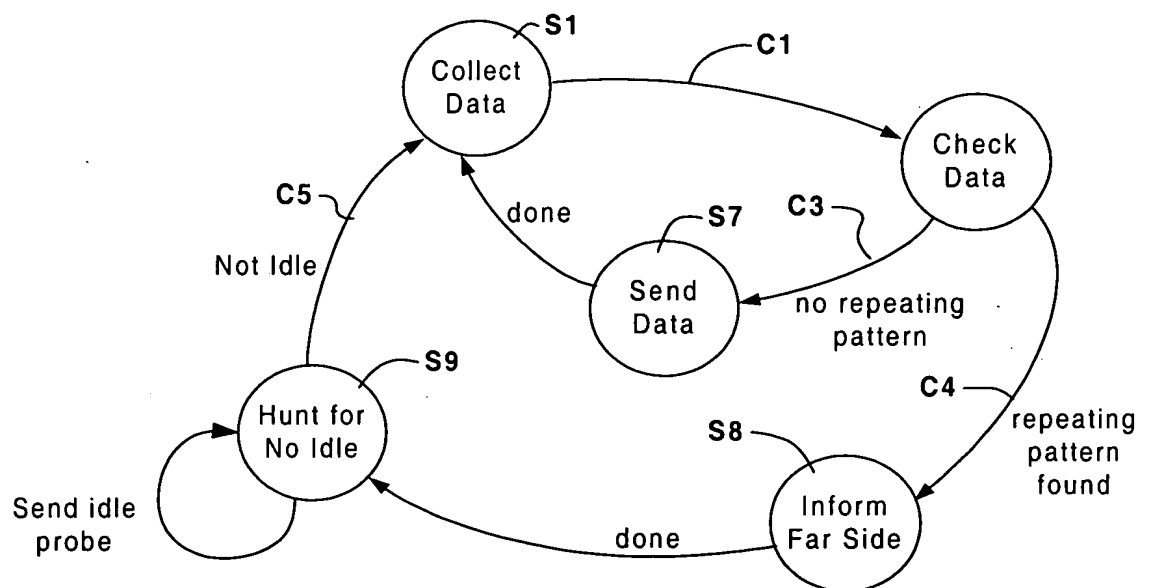 S1
Collect
Data
C1
Check
Data
C5
done
S7
C3
Not Idle
Send
Data
no repeating
pattern
S9
C4
Hunt for
No Idle
S8
repeating
pattern
found
Send idle
probe
Inform
Far Side
done